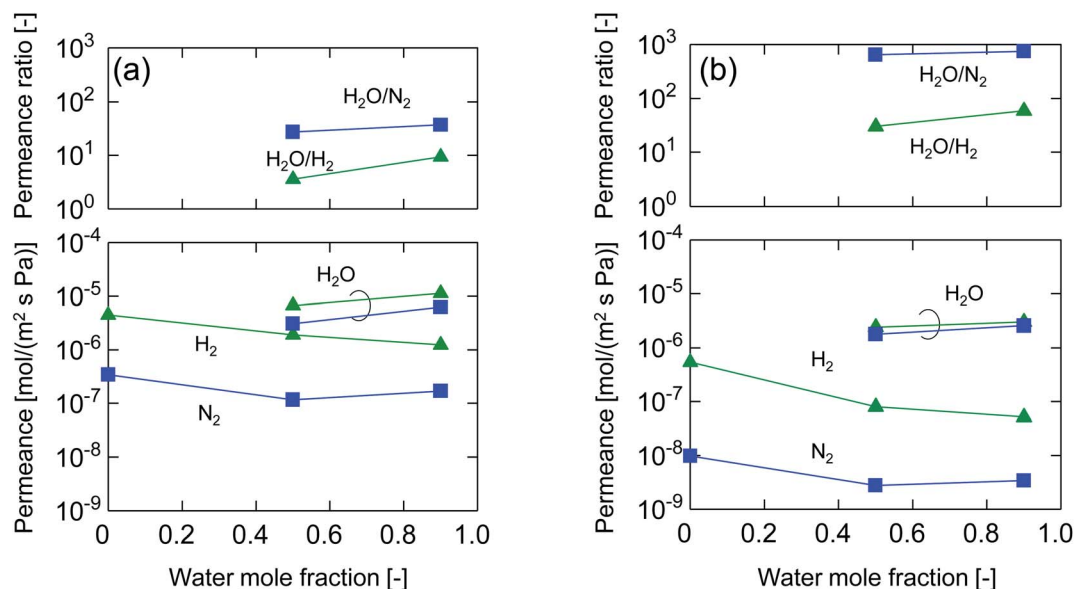 Permeance ratio [-]
10³
10²
10¹
10⁰
(a)
H₂O/N₂
H₂O/H₂
Permeance [mol/(m² s Pa)]
10⁻⁴
10⁻⁵
10⁻⁶
10⁻⁷
10⁻⁸
10⁻⁹
H₂O
H₂
N₂
0 0.2 0.4 0.6 0.8 1.0
Water mole fraction [-]
Permeance ratio [-]
10³
10²
10¹
10⁰
(b)
H₂O/N₂
H₂O/H₂
Permeance [mol/(m² s Pa)]
10⁻⁴
10⁻⁵
10⁻⁶
10⁻⁷
10⁻⁸
10⁻⁹
H₂O
H₂
N₂
0 0.2 0.4 0.6 0.8 1.0
Water mole fraction [-]